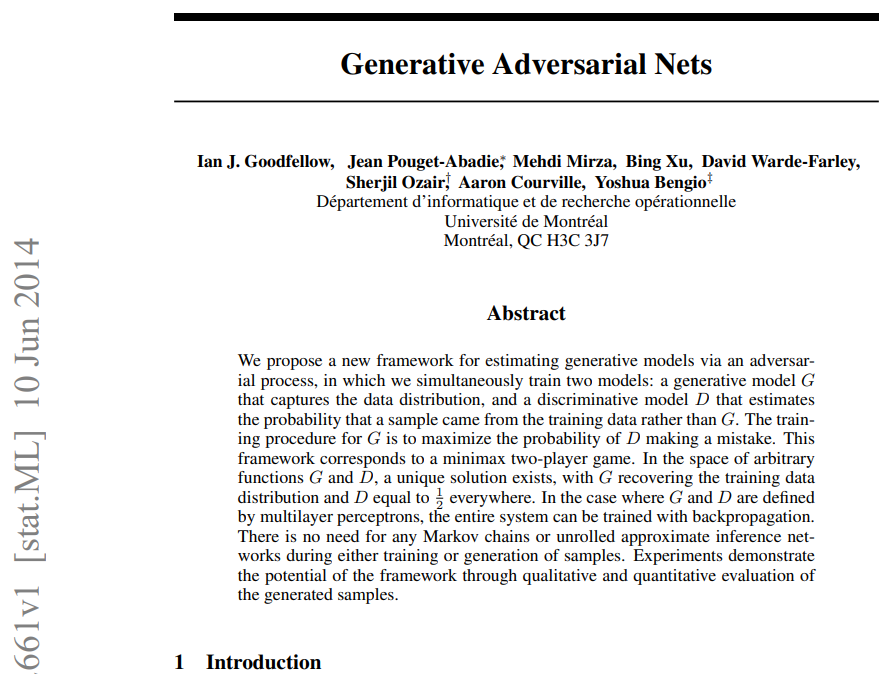 Generative Adversarial Nets
Ian J. Goodfellow, Jean Pouget-Abadie,* Mehdi Mirza, Bing Xu, David Warde-Farley,
Sherjil Ozair,† Aaron Courville, Yoshua Bengio‡
Département d'informatique et de recherche opérationnelle
Université de Montréal
Montréal, QC H3C 3J7
Abstract
We propose a new framework for estimating generative models via an adversar-
ial process, in which we simultaneously train two models: a generative model G
that captures the data distribution, and a discriminative model D that estimates
the probability that a sample came from the training data rather than G. The train-
ing procedure for G is to maximize the probability of D making a mistake. This
framework corresponds to a minimax two-player game. In the space of arbitrary
functions G and D, a unique solution exists, with G recovering the training data
distribution and D equal to 1/2 everywhere. In the case where G and D are defined
by multilayer perceptrons, the entire system can be trained with backpropagation.
There is no need for any Markov chains or unrolled approximate inference net-
works during either training or generation of samples. Experiments demonstrate
the potential of the framework through qualitative and quantitative evaluation of
the generated samples.
1 Introduction
.661v1 [stat.ML] 10 Jun 2014